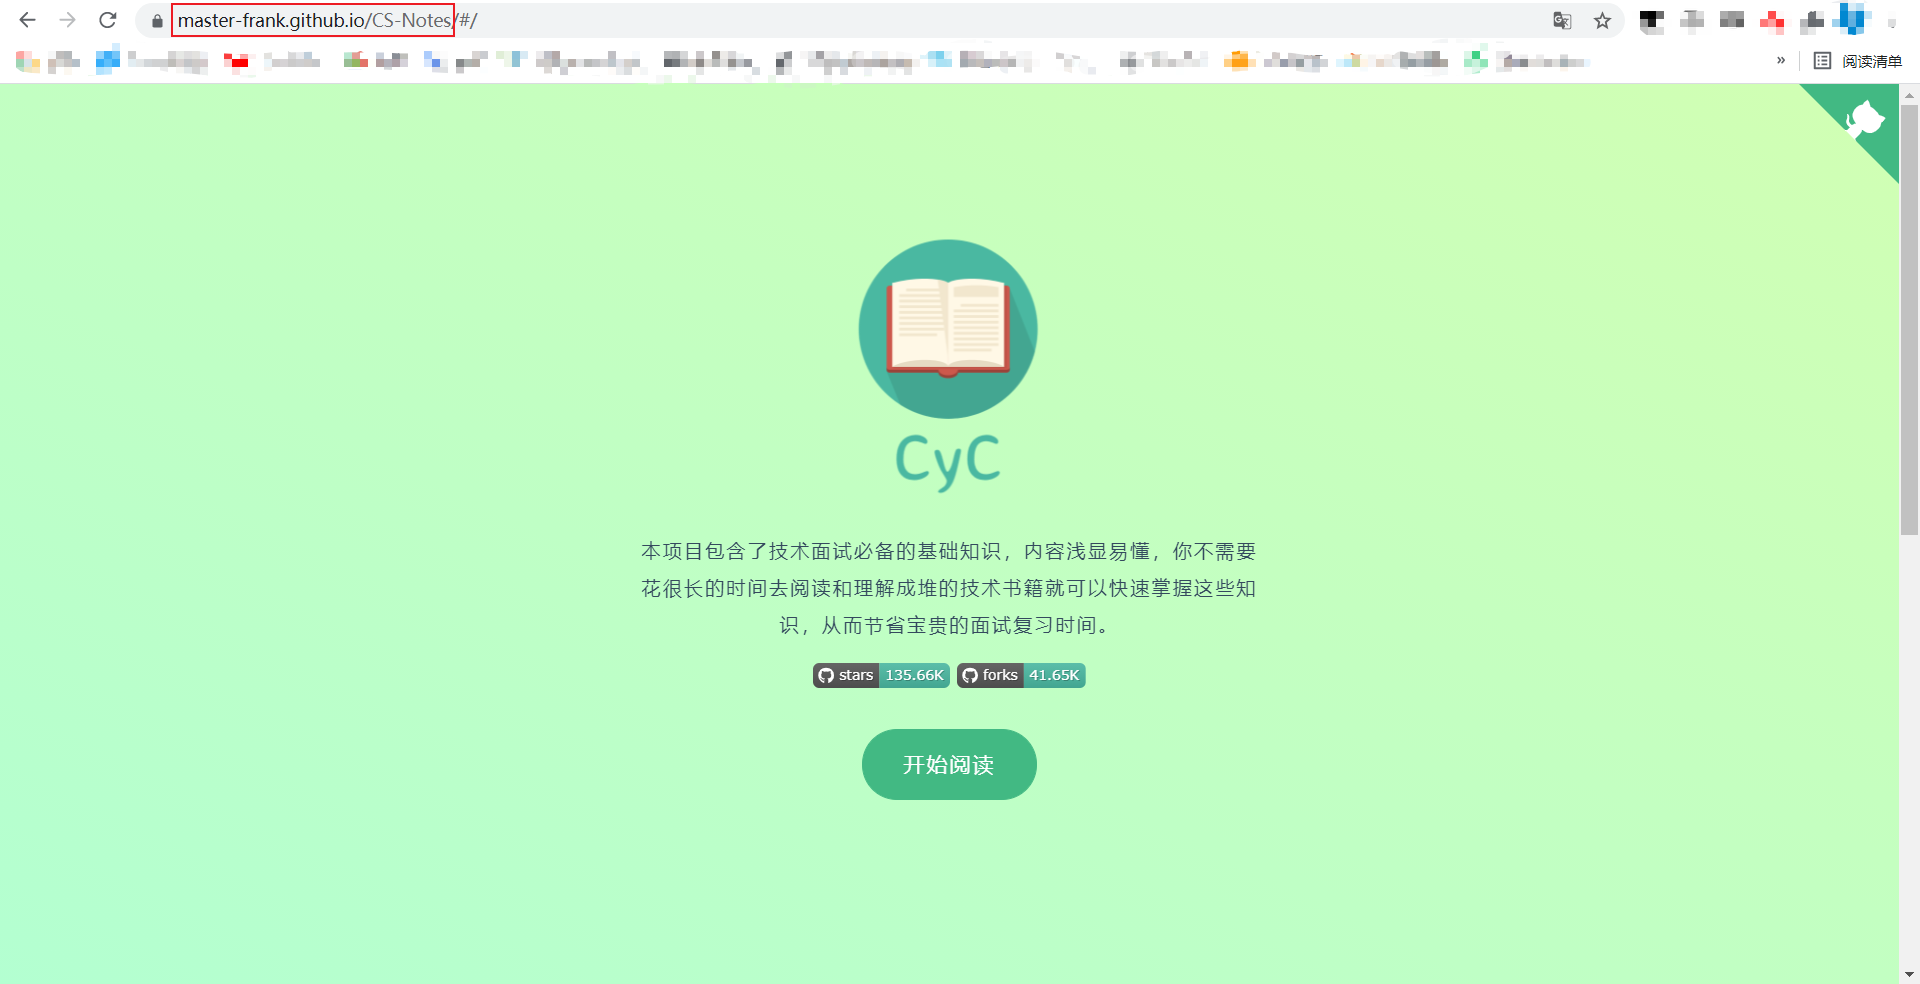 master-frank.github.io/CS-Notes/#/
»
阅读清单
CyC
本项目包含了技术面试必备的基础知识，内容浅显易懂，你不需要
花很长的时间去阅读和理解成堆的技术书籍就可以快速掌握这些知
识，从而节省宝贵的面试复习时间。
stars 135.66K forks 41.65K
开始阅读